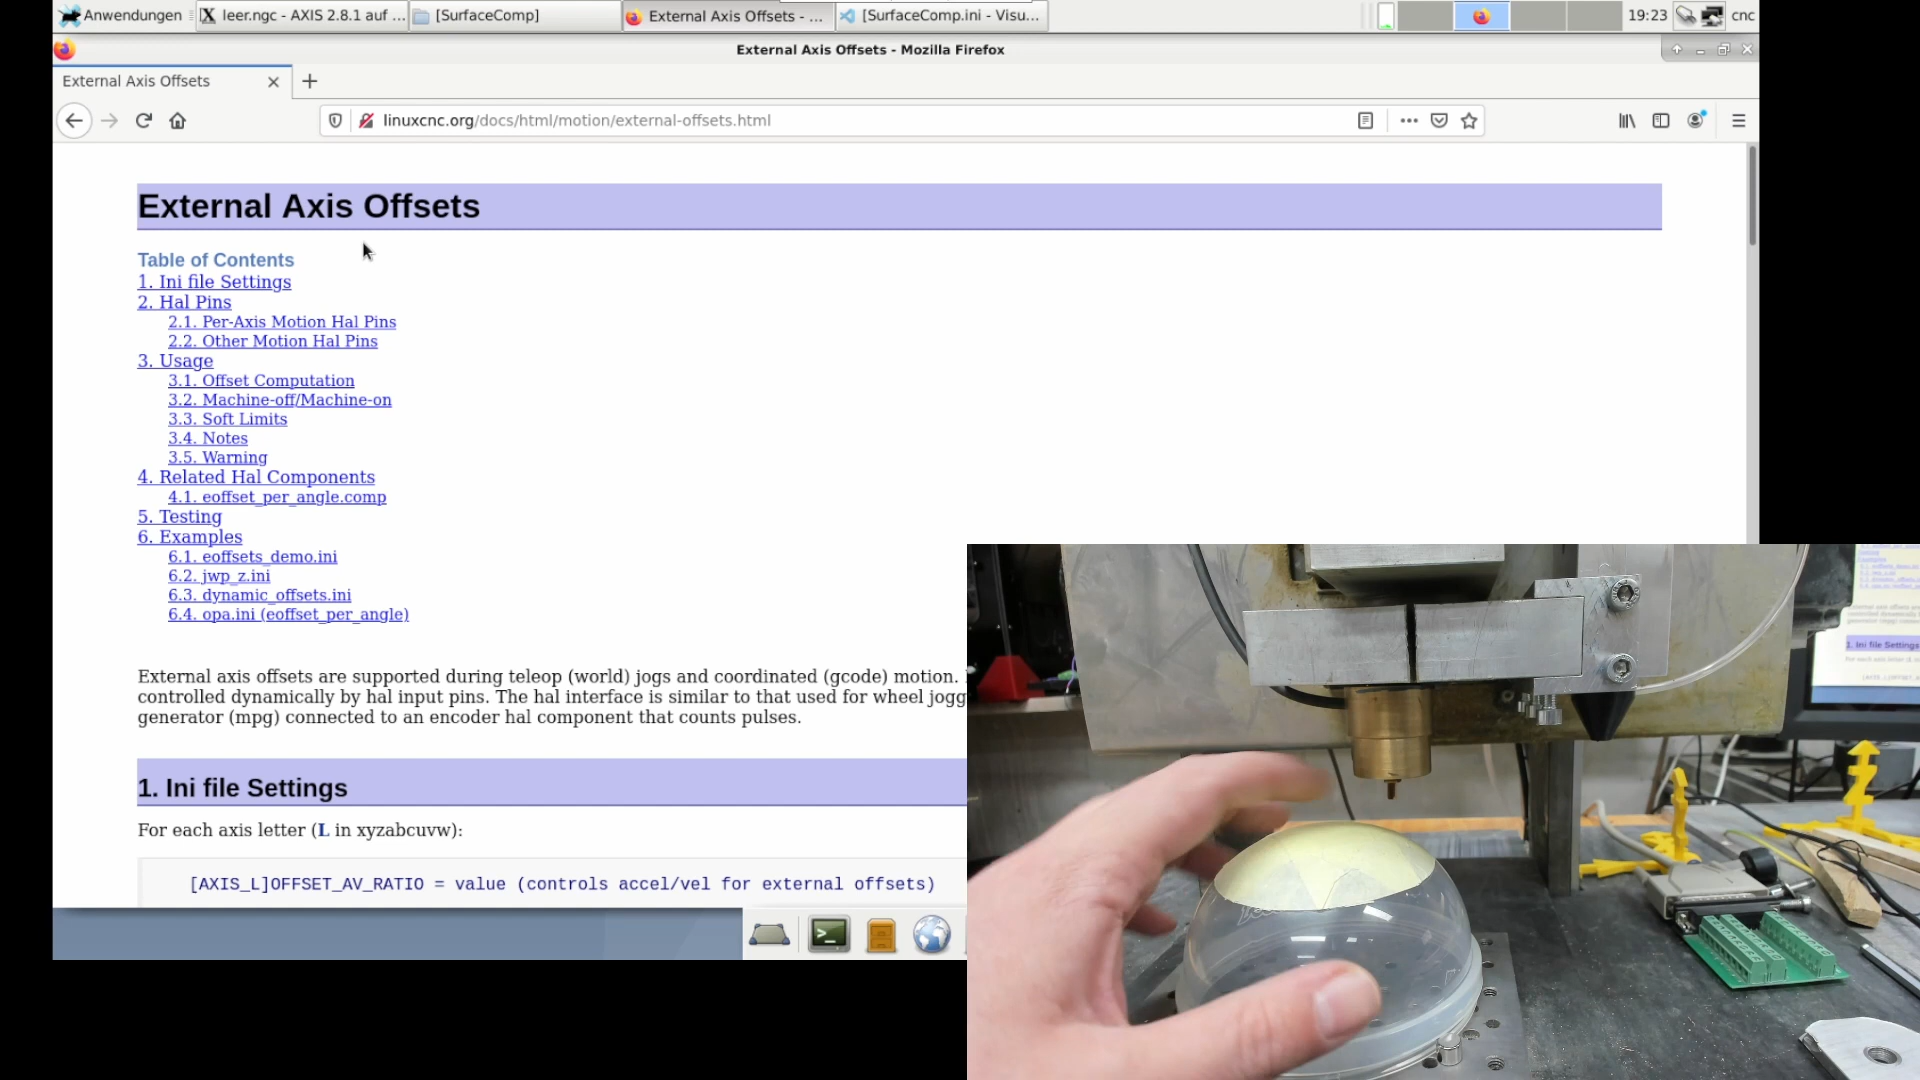 Anwendungen
leer.ngc - AXIS 2.8.1 auf ...
[SurfaceComp]
External Axis Offsets - ...
[SurfaceComp.ini - Visu...
19:23
cnc
External Axis Offsets - Mozilla Firefox
External Axis Offsets
linuxcnc.org/docs/html/motion/external-offsets.html
External Axis Offsets
Table of Contents
1. Ini file Settings
2. Hal Pins
2.1. Per-Axis Motion Hal Pins
2.2. Other Motion Hal Pins
3. Usage
3.1. Offset Computation
3.2. Machine-off/Machine-on
3.3. Soft Limits
3.4. Notes
3.5. Warning
4. Related Hal Components
4.1. eoffset_per_angle.comp
5. Testing
6. Examples
6.1. eoffsets_demo.ini
6.2. jwp_z.ini
6.3. dynamic_offsets.ini
6.4. opa.ini (eoffset_per_angle)
External axis offsets are supported during teleop (world) jogs and coordinated (gcode) motion.
controlled dynamically by hal input pins. The hal interface is similar to that used for wheel jogg
generator (mpg) connected to an encoder hal component that counts pulses.
1. Ini file Settings
For each axis letter (L in xyzabcuvw):
[AXIS_L]OFFSET_AV_RATIO = value (controls accel/vel for external offsets)
1. Ini file Settings